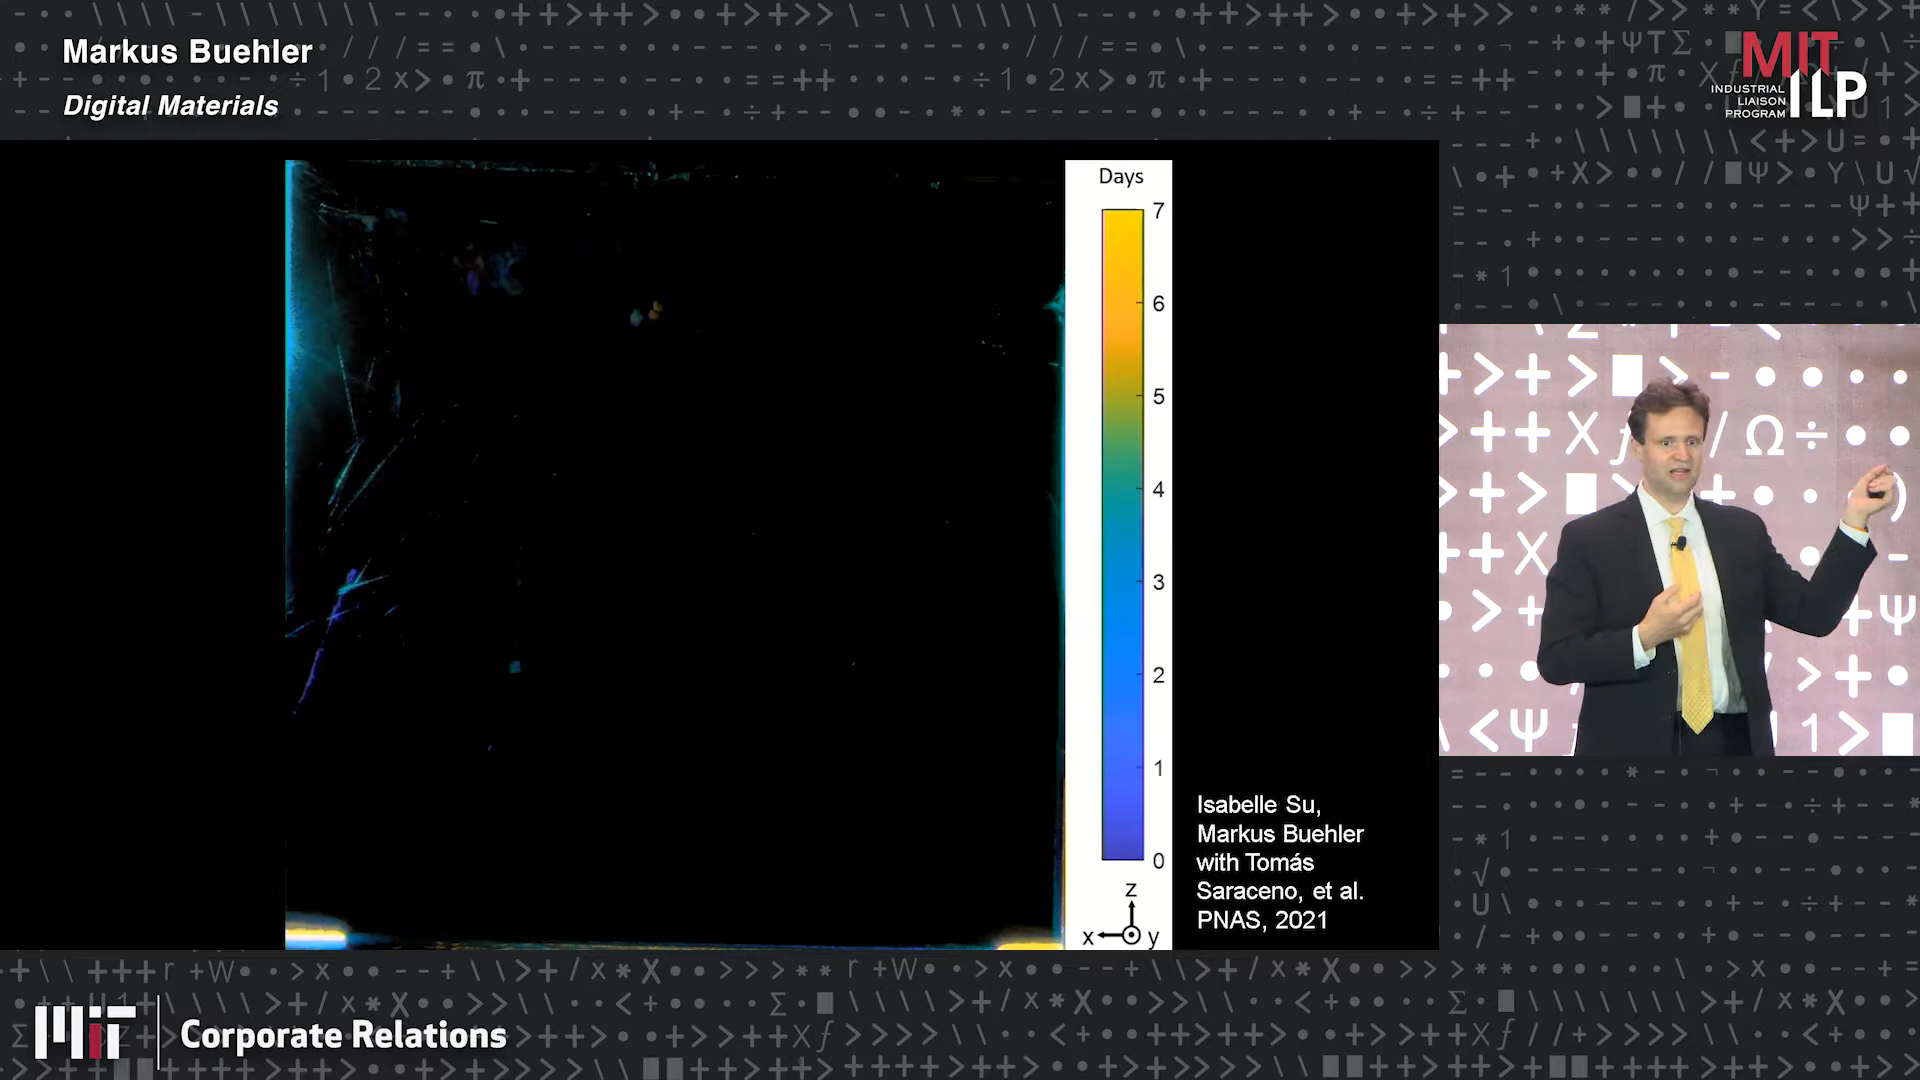 Markus Buehler
Digital Materials
MIT
ILP
INDUSTRIAL
LIAISON
PROGRAM
Days
7
6
5
4
3
2
1
0
z
x
y
Isabelle Su,
Markus Buehler
with Tomás
Saraceno, et al.
PNAS, 2021
MIT
Corporate Relations